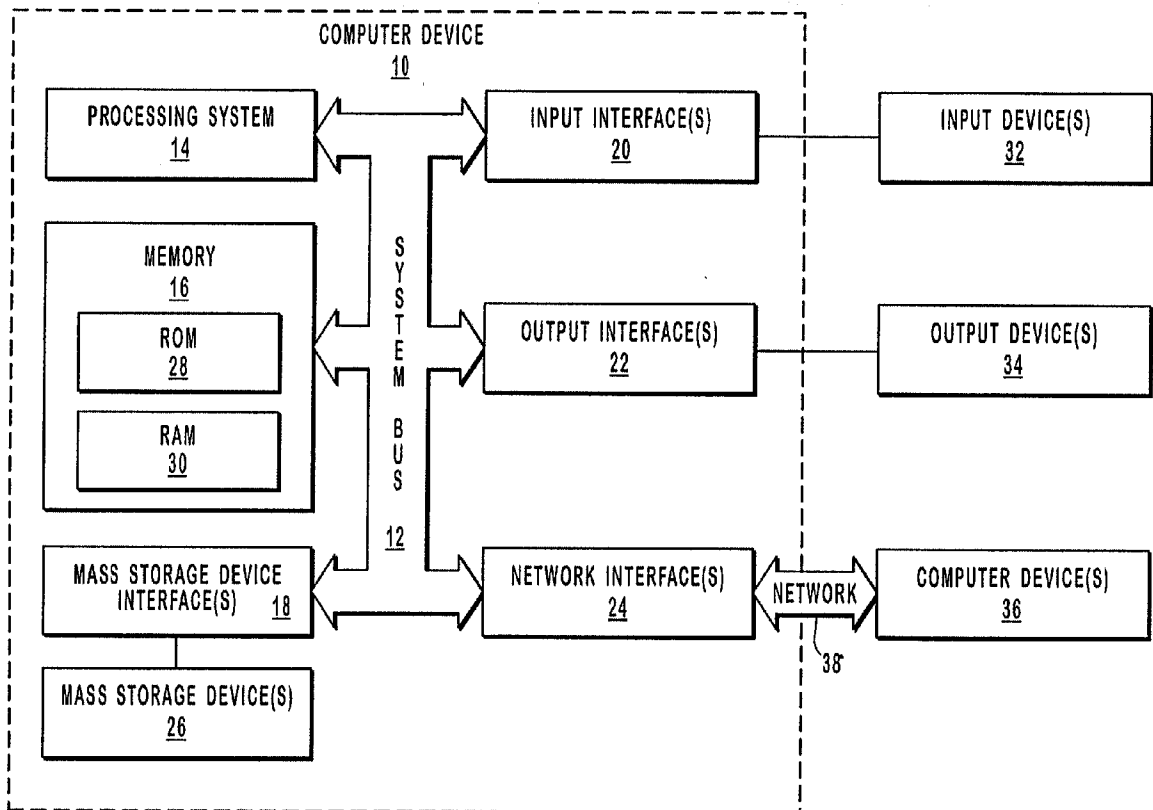 COMPUTER DEVICE
10
PROCESSING SYSTEM
14
INPUT INTERFACE(S)
20
INPUT DEVICE(S)
32
MEMORY
16
ROM
28
RAM
30
SYSTEM BUS
12
OUTPUT INTERFACE(S)
22
OUTPUT DEVICE(S)
34
MASS STORAGE DEVICE
INTERFACE(S) 18
NETWORK INTERFACE(S)
24
NETWORK
38
COMPUTER DEVICE(S)
36
MASS STORAGE DEVICE(S)
26